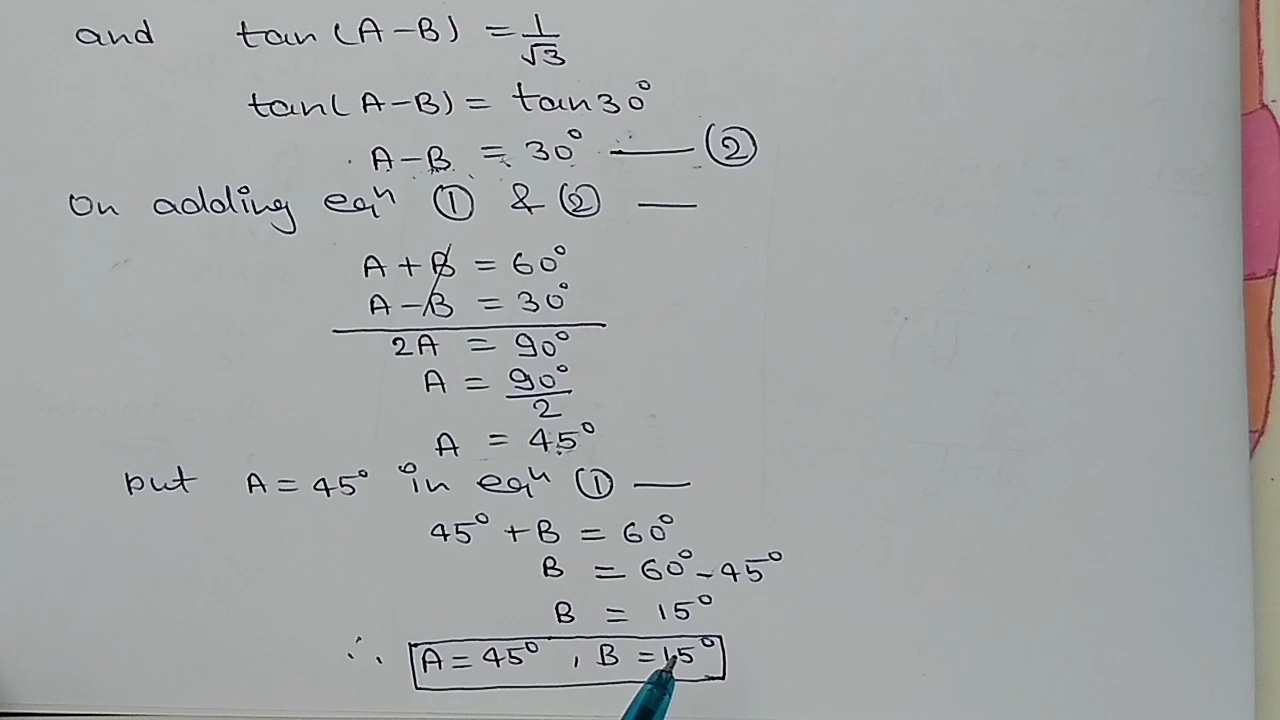 and tan(A-B) = 1/√3
tan(A-B) = tan30°
A-B = 30° — ②
On adding eqⁿ ① & ② —
A+B = 60°
A-B = 30°
2A = 90°
A = 90°/2
A = 45°
put A=45° in eqⁿ ① —
45°+B = 60°
B = 60°-45°
B = 15°
∴ A=45°, B=15°